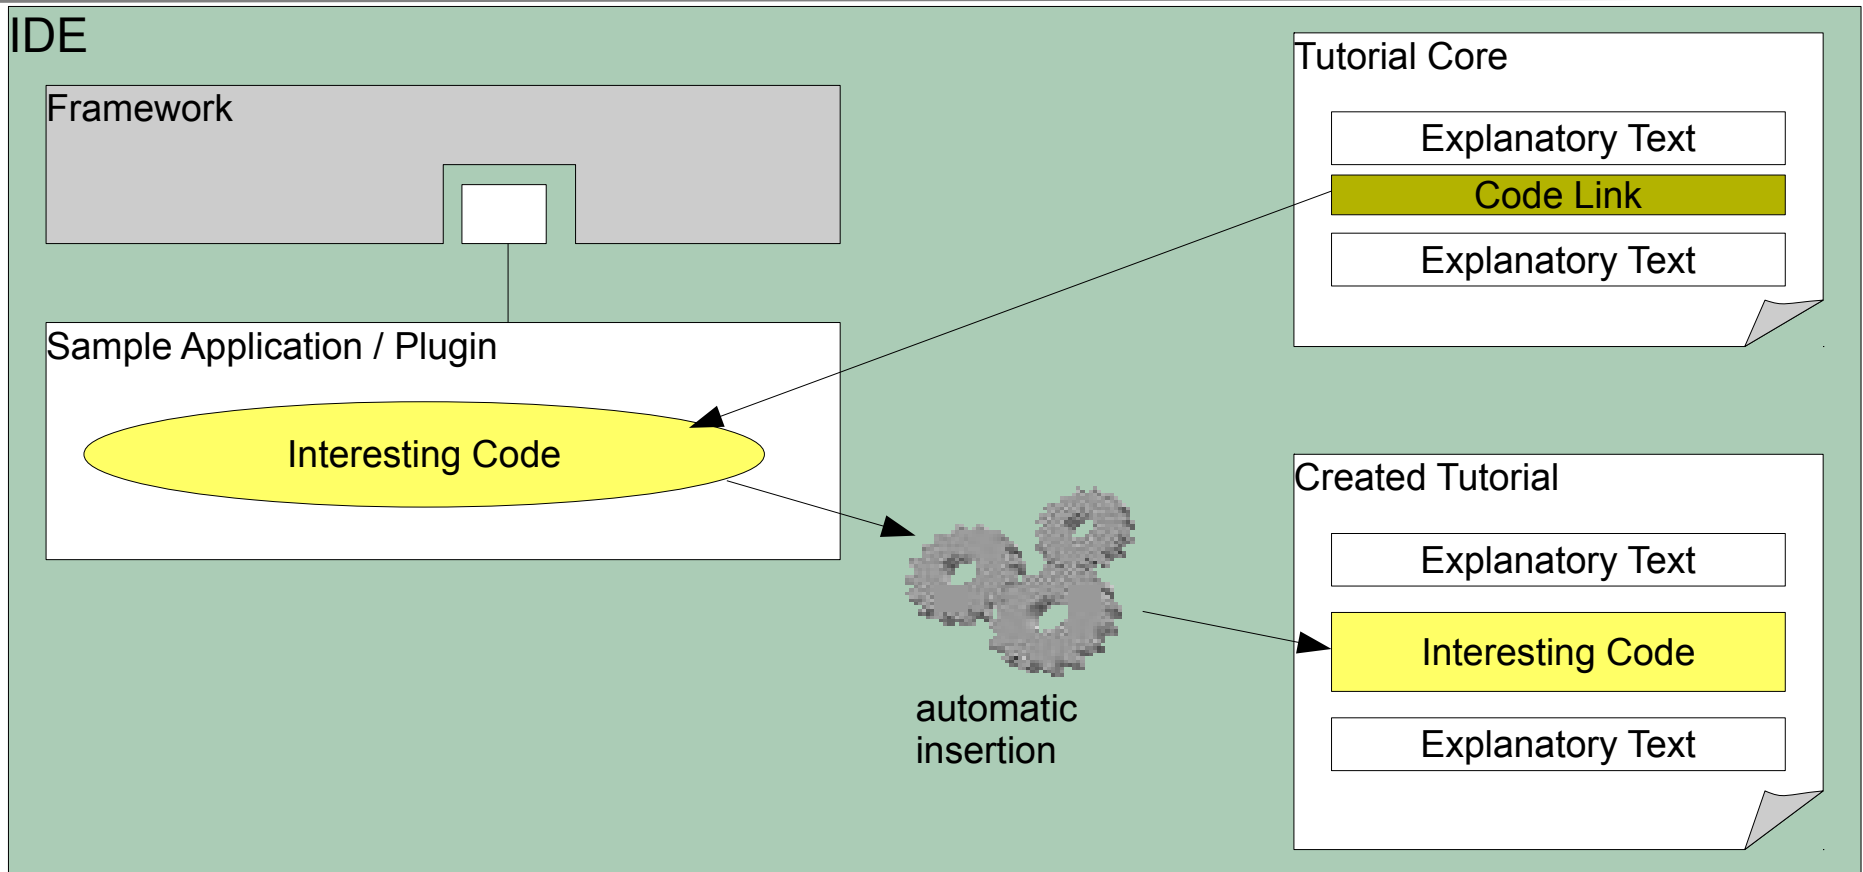 IDE
Framework
Sample Application / Plugin
Interesting Code
Tutorial Core
Explanatory Text
Code Link
Explanatory Text
automatic
insertion
Created Tutorial
Explanatory Text
Interesting Code
Explanatory Text